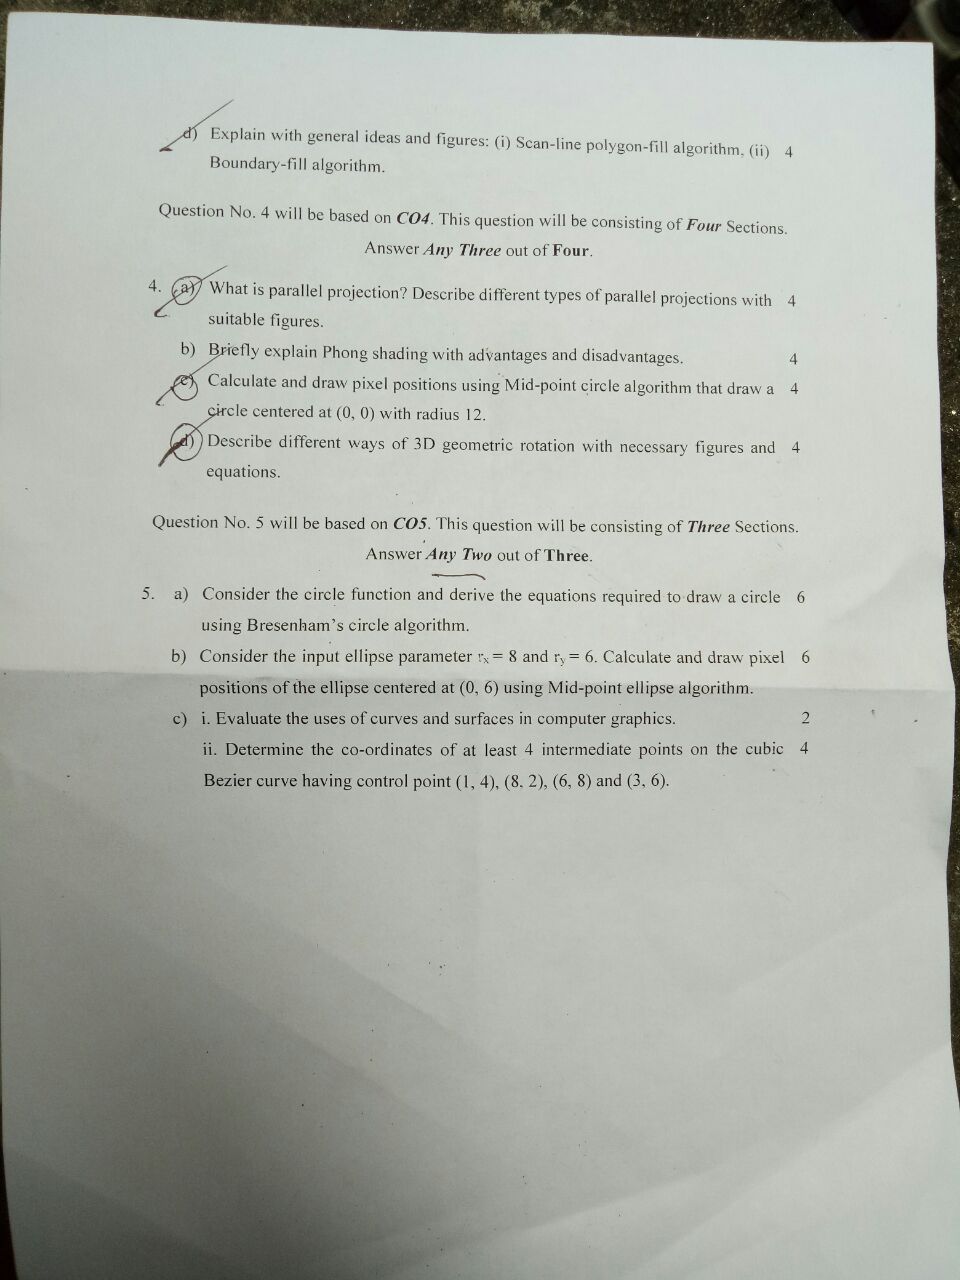 d) Explain with general ideas and figures: (i) Scan-line polygon-fill algorithm, (ii) 4
Boundary-fill algorithm.
Question No. 4 will be based on CO4. This question will be consisting of Four Sections.
Answer Any Three out of Four.
4. a) What is parallel projection? Describe different types of parallel projections with 4
suitable figures.
b) Briefly explain Phong shading with advantages and disadvantages. 4
c) Calculate and draw pixel positions using Mid-point circle algorithm that draw a 4
circle centered at (0, 0) with radius 12.
d) Describe different ways of 3D geometric rotation with necessary figures and 4
equations.
Question No. 5 will be based on CO5. This question will be consisting of Three Sections.
Answer Any Two out of Three.
5. a) Consider the circle function and derive the equations required to draw a circle 6
using Bresenham's circle algorithm.
b) Consider the input ellipse parameter rx = 8 and ry = 6. Calculate and draw pixel 6
positions of the ellipse centered at (0, 6) using Mid-point ellipse algorithm.
c) i. Evaluate the uses of curves and surfaces in computer graphics. 2
ii. Determine the co-ordinates of at least 4 intermediate points on the cubic 4
Bezier curve having control point (1, 4), (8, 2), (6, 8) and (3, 6).